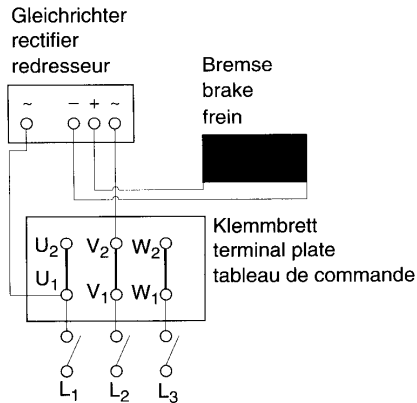 Gleichrichter
rectifier
redresseur
Bremse
brake
frein
~ − + ~
Klemmbrett
terminal plate
tableau de commande
U2 V2 W2
U1 V1 W1
L1 L2 L3